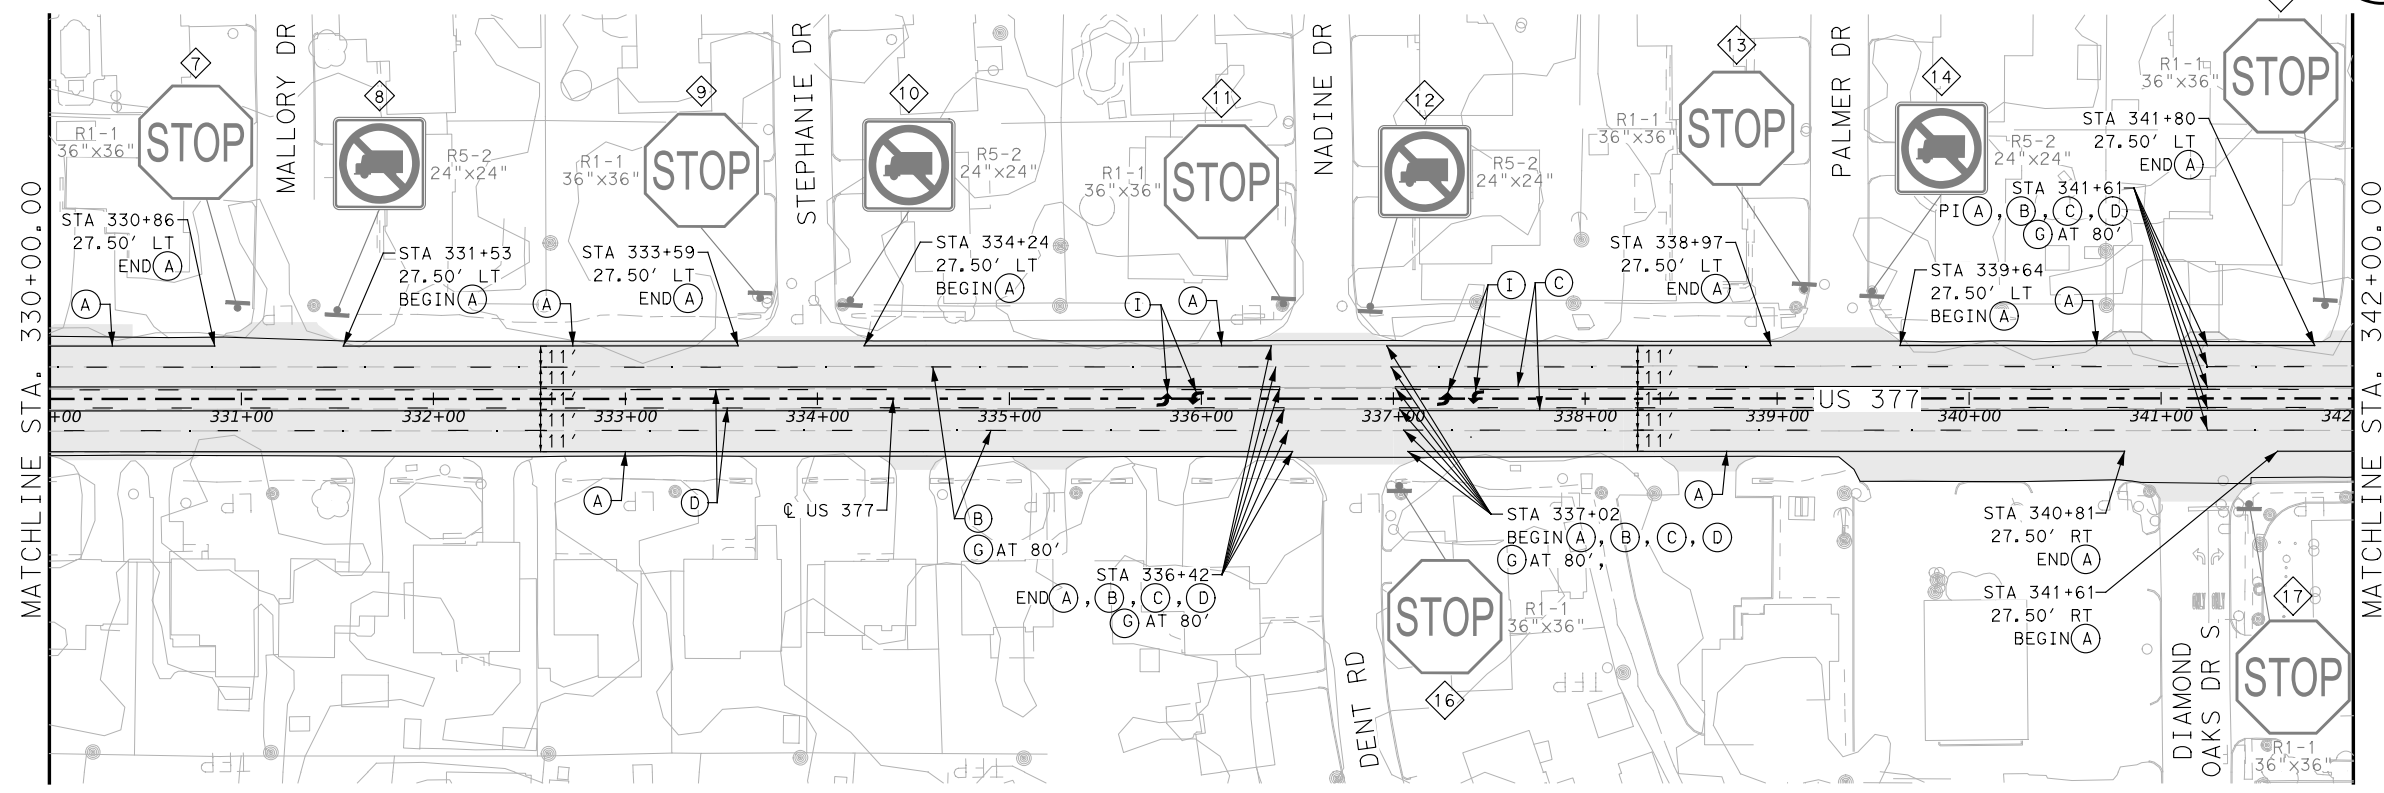 MATCHLINE STA. 330+00.00
7
STOP
R1-1
36"x36"
MALLORY DR
STA 330+86
27.50' LT
END A
A
8
R5-2
24"x24"
STA 331+53
27.50' LT
BEGIN A
A
9
STOP
R1-1
36"x36"
STEPHANIE DR
STA 333+59
27.50' LT
END A
10
R5-2
24"x24"
STA 334+24
27.50' LT
BEGIN A
I
A
11
STOP
R1-1
36"x36"
NADINE DR
12
R5-2
24"x24"
I
C
13
STOP
R1-1
36"x36"
PALMER DR
STA 338+97
27.50' LT
END A
14
R5-2
24"x24"
STA 339+64
27.50' LT
BEGIN A
A
STOP
R1-1
36"x36"
STA 341+80
27.50' LT
END A
STA 341+61
PI A, B, C, D
G AT 80'
11'
11'
11'
11'
11'
11'
11'
11'
11'
11'
US 377
+00
331+00
332+00
333+00
334+00
335+00
336+00
337+00
338+00
339+00
340+00
341+00
342
A
D
℄ US 377
B
G AT 80'
STA 336+42
END A, B, C, D
G AT 80'
STA 337+02
BEGIN A, B, C, D
G AT 80',
A
DENT RD
STOP
R1-1
36"x36"
16
STA 340+81
27.50' RT
END A
STA 341+61
27.50' RT
BEGIN A
DIAMOND
OAKS DR S
17
STOP
R1-1
36"x36"
TFP
TFP
TFP
MATCHLINE STA. 342+00.00